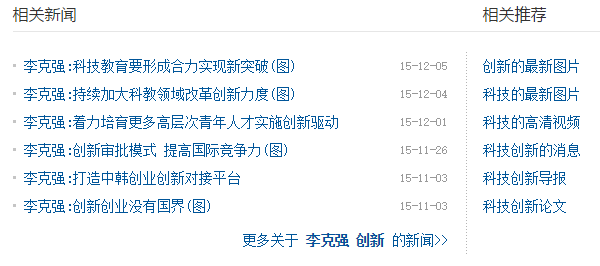 相关新闻
李克强:科技教育要形成合力实现新突破(图) 15-12-05
李克强:持续加大科教领域改革创新力度(图) 15-12-04
李克强:着力培育更多高层次青年人才实施创新驱动 15-12-01
李克强:创新审批模式 提高国际竞争力(图) 15-11-26
李克强:打造中韩创业创新对接平台 15-11-03
李克强:创新创业没有国界(图) 15-11-03
更多关于 李克强 创新 的新闻>>
相关推荐
创新的最新图片
科技的最新图片
科技的高清视频
科技创新的消息
科技创新导报
科技创新论文